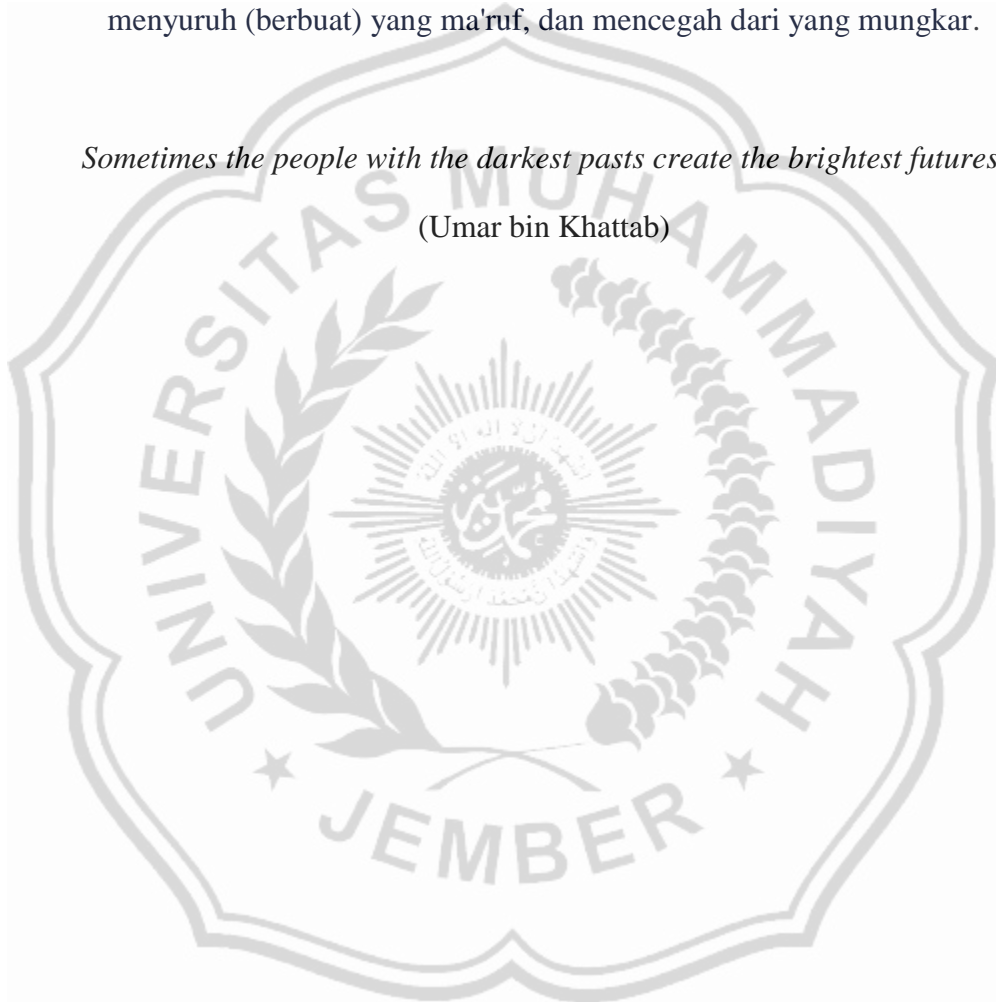 menyuruh (berbuat) yang ma'ruf, dan mencegah dari yang mungkar.
Sometimes the people with the darkest pasts create the brightest futures
(Umar bin Khattab)
UNIVERSITAS MUHAMMADIYAH
JEMBER